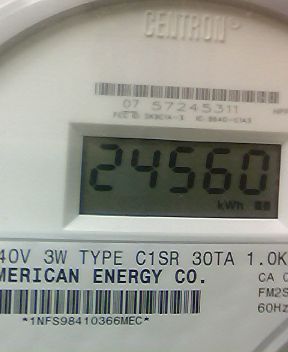 CENTRON®
07 57245311
24560
kWh
40V 3W TYPE C1SR 30TA 1.0K
MERICAN ENERGY CO.
CA
FM2S
60Hz
*1NFS98410366MEC*